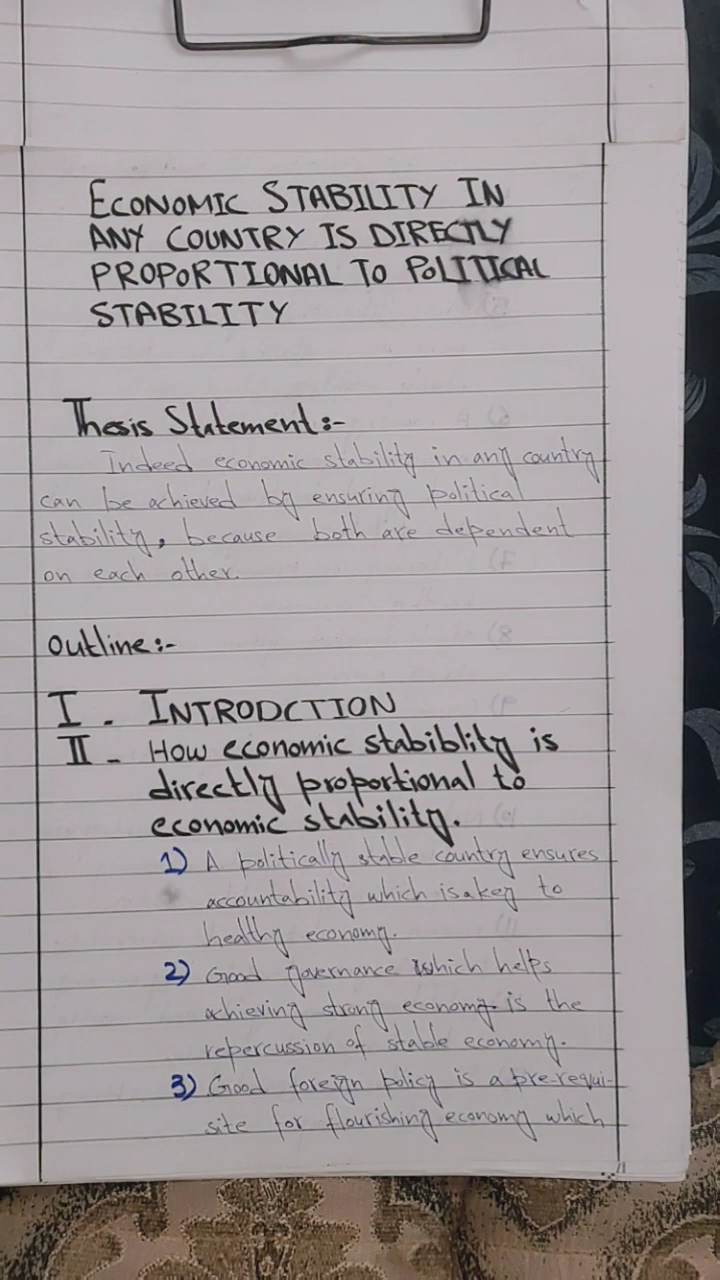 ECONOMIC STABILITY IN
ANY COUNTRY IS DIRECTLY
PROPORTIONAL TO POLITICAL
STABILITY
Thesis Statement:-
Indeed economic stability in any country
can be achieved by ensuring political
stability, because both are dependent
on each other.
Outline:-
I - INTRODCTION
II - How economic stabiblity is
directly proportional to
economic stability.
1) A politically stable country ensures
accountability which is a key to
healthy economy.
2) Good governance which helps
achieving strong economy is the
repercussion of stable economy.
3) Good foreign policy is a pre-requi-
site for flourishing economy which